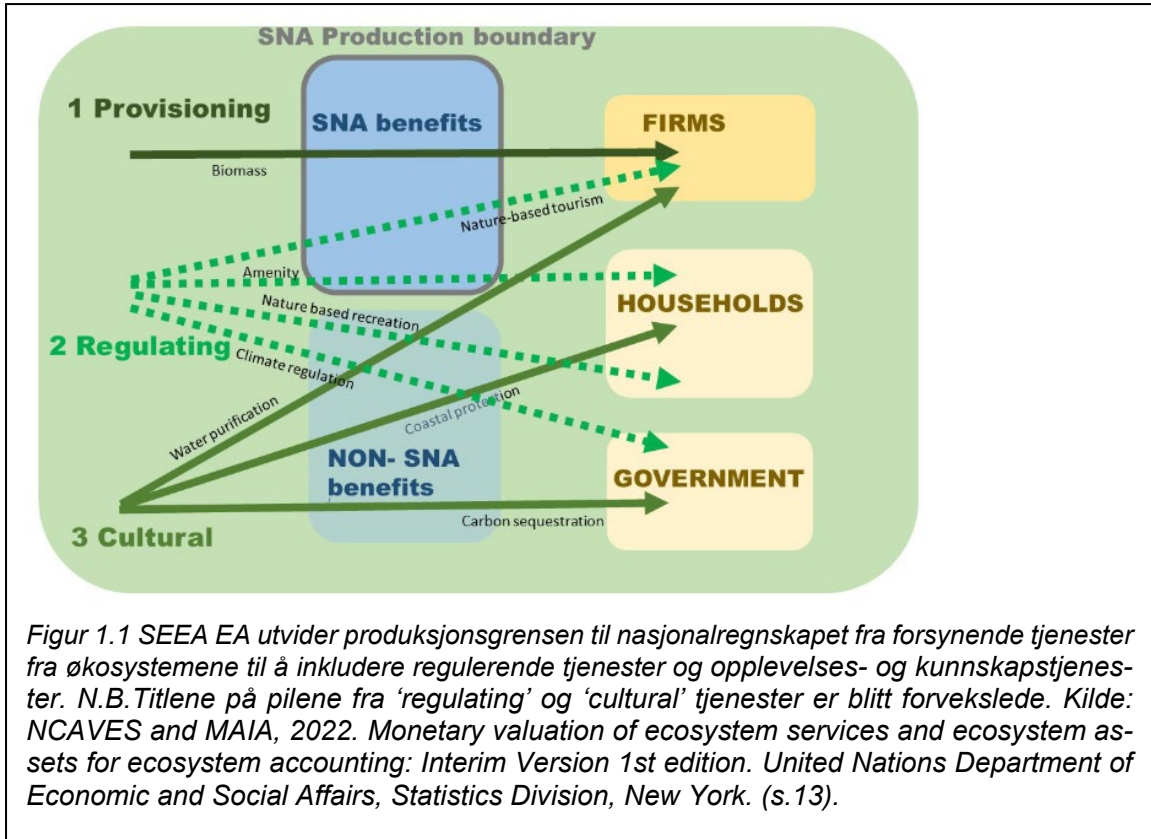 SNA Production boundary
1 Provisioning
SNA benefits
FIRMS
Biomass
Nature-based tourism
Amenity
Nature based recreation
HOUSEHOLDS
2 Regulating
Climate regulation
Water purification
Coastal protection
NON- SNA
benefits
GOVERNMENT
Carbon sequestration
3 Cultural
Figur 1.1 SEEA EA utvider produksjonsgrensen til nasjonalregnskapet fra forsynende tjenester
fra økosystemene til å inkludere regulerende tjenester og opplevelses- og kunnskapstjenes-
ter. N.B.Titlene på pilene fra ‘regulating’ og ‘cultural’ tjenester er blitt forvekslede. Kilde:
NCAVES and MAIA, 2022. Monetary valuation of ecosystem services and ecosystem as-
sets for ecosystem accounting: Interim Version 1st edition. United Nations Department of
Economic and Social Affairs, Statistics Division, New York. (s.13).